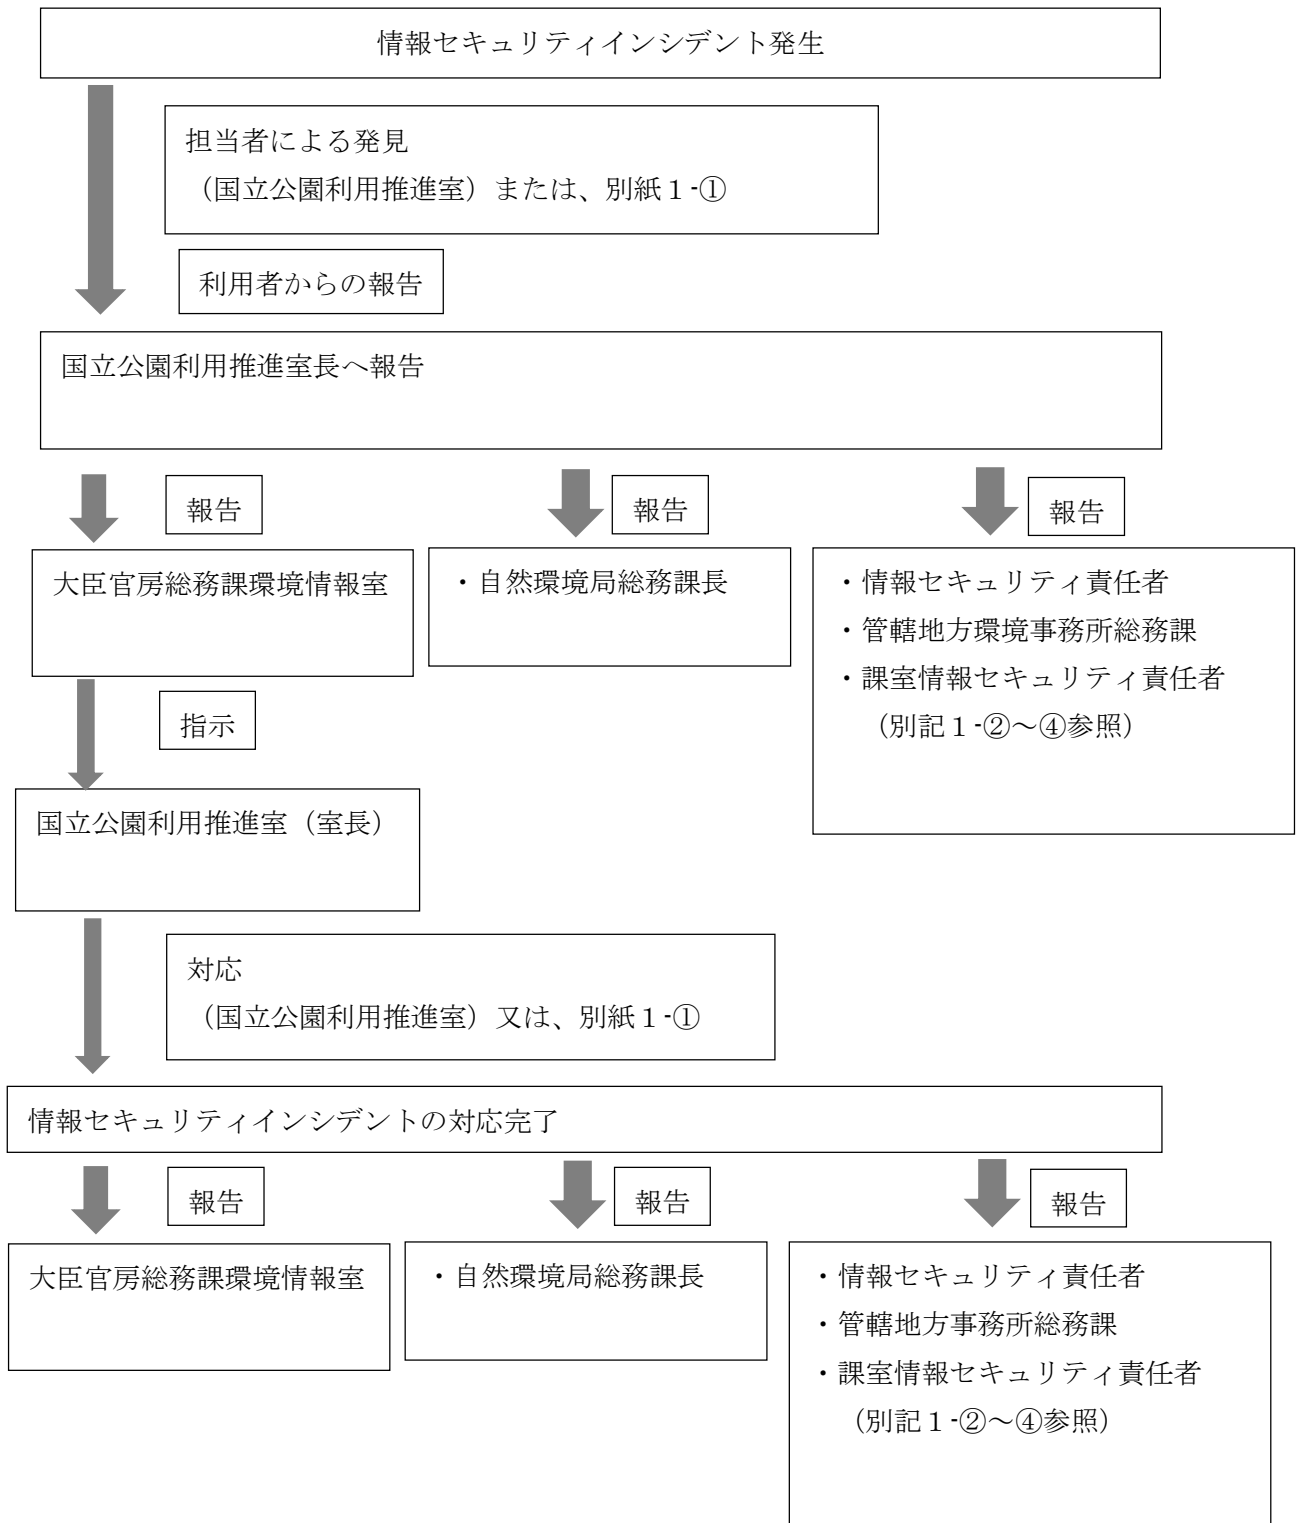 情報セキュリティインシデント発生
担当者による発見
（国立公園利用推進室）または、別紙１-①
利用者からの報告
国立公園利用推進室長へ報告
報告
報告
報告
大臣官房総務課環境情報室
・自然環境局総務課長
・情報セキュリティ責任者
・管轄地方環境事務所総務課
・課室情報セキュリティ責任者
（別記１-②～④参照）
指示
国立公園利用推進室（室長）
対応
（国立公園利用推進室）又は、別紙１-①
情報セキュリティインシデントの対応完了
報告
報告
報告
大臣官房総務課環境情報室
・自然環境局総務課長
・情報セキュリティ責任者
・管轄地方事務所総務課
・課室情報セキュリティ責任者
（別記１-②～④参照）